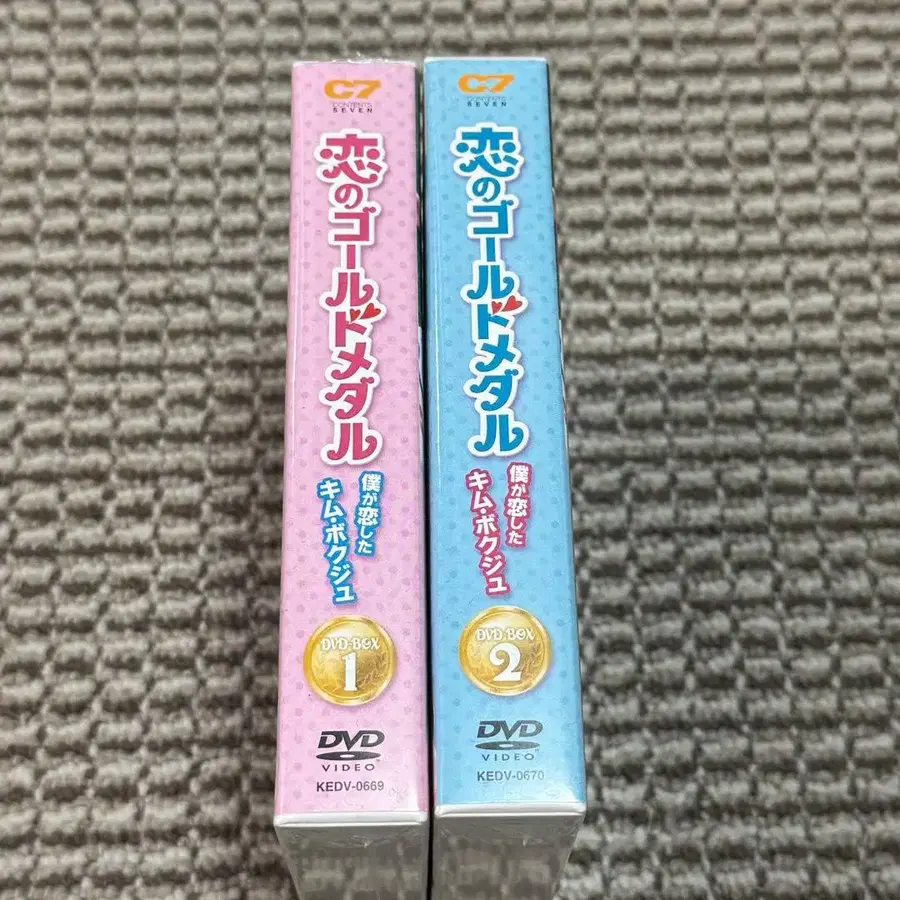 C7
CONTENTS
SEVEN
恋のゴールドメダル
僕が恋した
キム・ボクジュ
DVD-BOX
1
DVD
VIDEO
KEDV-0669
C7
CONTENTS
SEVEN
恋のゴールドメダル
僕が恋した
キム・ボクジュ
DVD-BOX
2
DVD
VIDEO
KEDV-0670